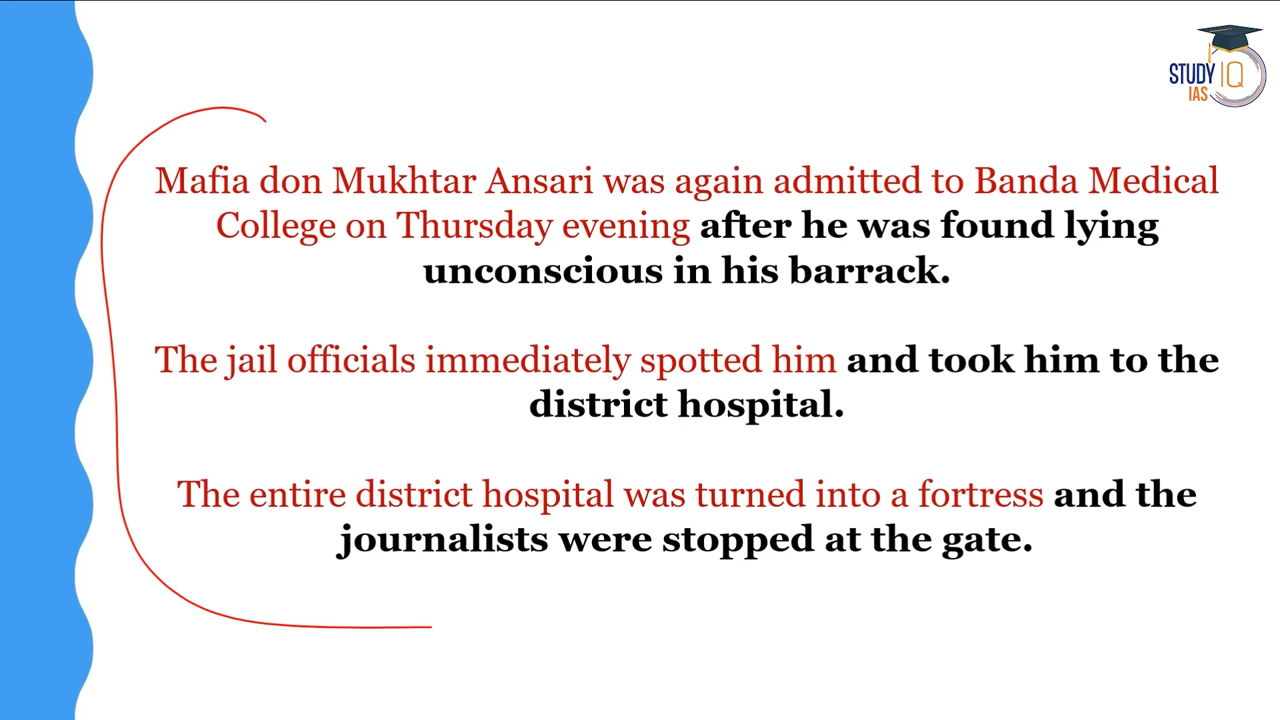 STUDY IQ
IAS
Mafia don Mukhtar Ansari was again admitted to Banda Medical
College on Thursday evening after he was found lying
unconscious in his barrack.
The jail officials immediately spotted him and took him to the
district hospital.
The entire district hospital was turned into a fortress and the
journalists were stopped at the gate.